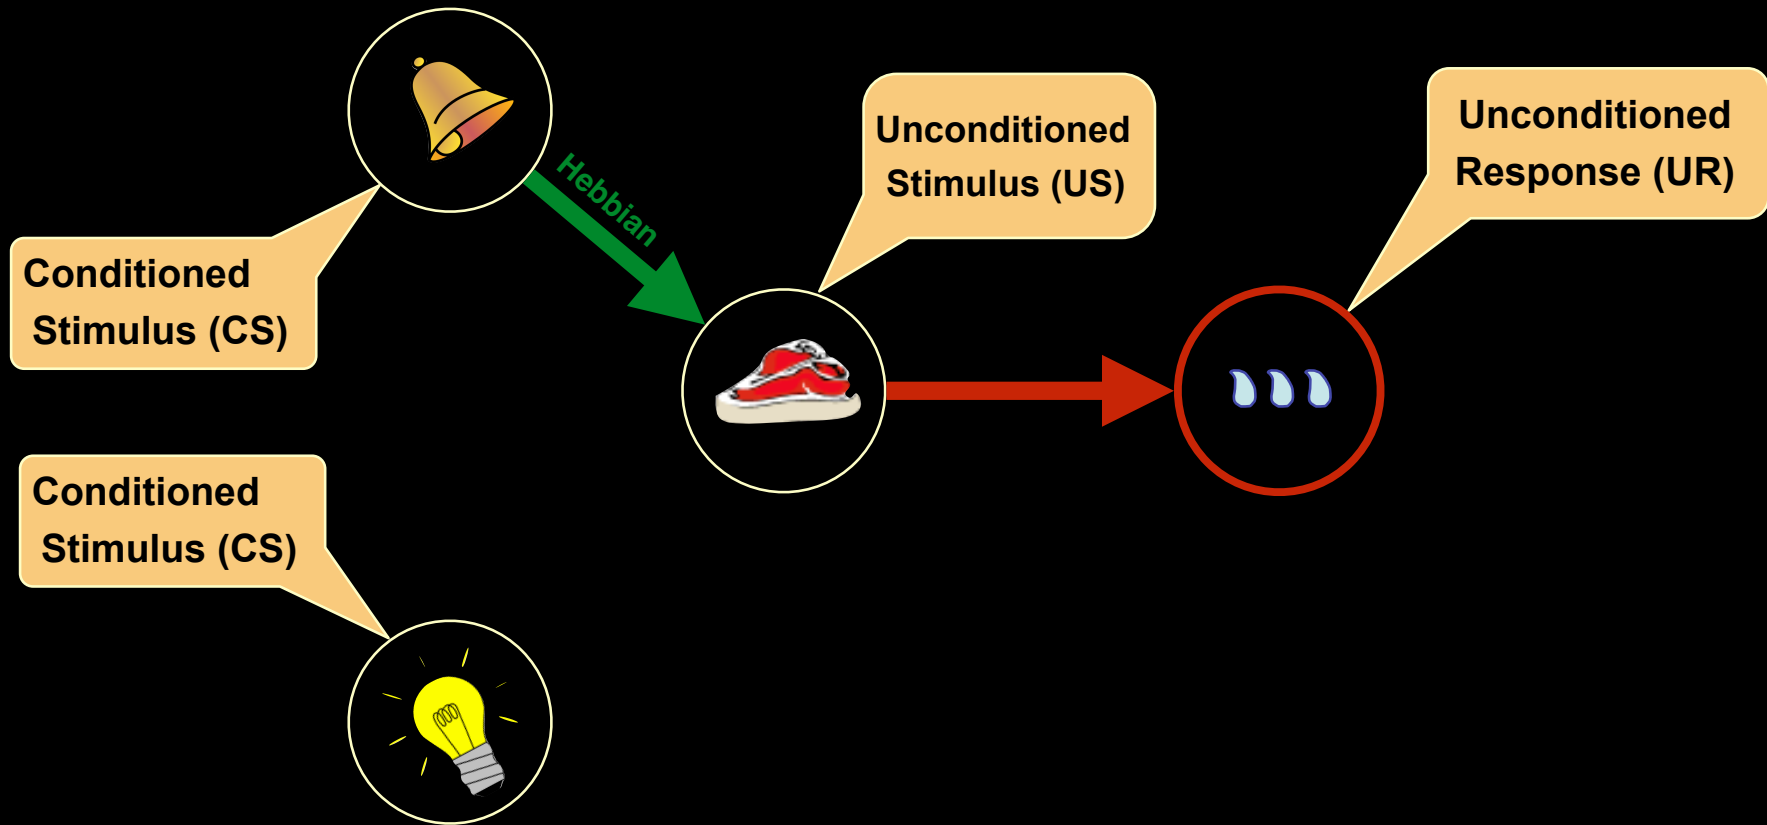 Unconditioned
Stimulus (US)
Unconditioned
Response (UR)
Hebbian
Conditioned
Stimulus (CS)
Conditioned
Stimulus (CS)